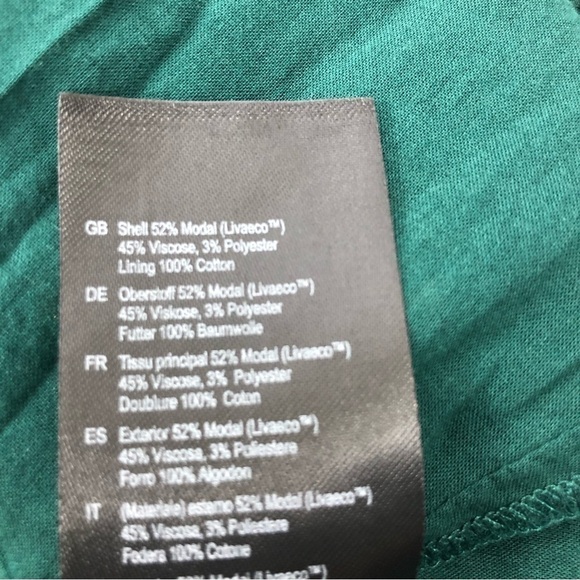 GB Shell 52% Modal (Livaeco™)
45% Viscose, 3% Polyester
Lining 100% Cotton
DE Oberstoff 52% Modal (Livaeco™)
45% Viskose, 3% Polyester
Futter 100% Baumwolle
FR Tissu principal 52% Modal (Livaeco™)
45% Viscose, 3% Polyester
Doublure 100% Coton
ES Exterior 52% Modal (Livaeco™)
45% Viscosa, 3% Poliestere
Forro 100% Algodon
IT (Materiale) esterno 52% Modal (Livaeco™)
45% Viscosa, 3% Poliestere
Fodera 100% Cotone